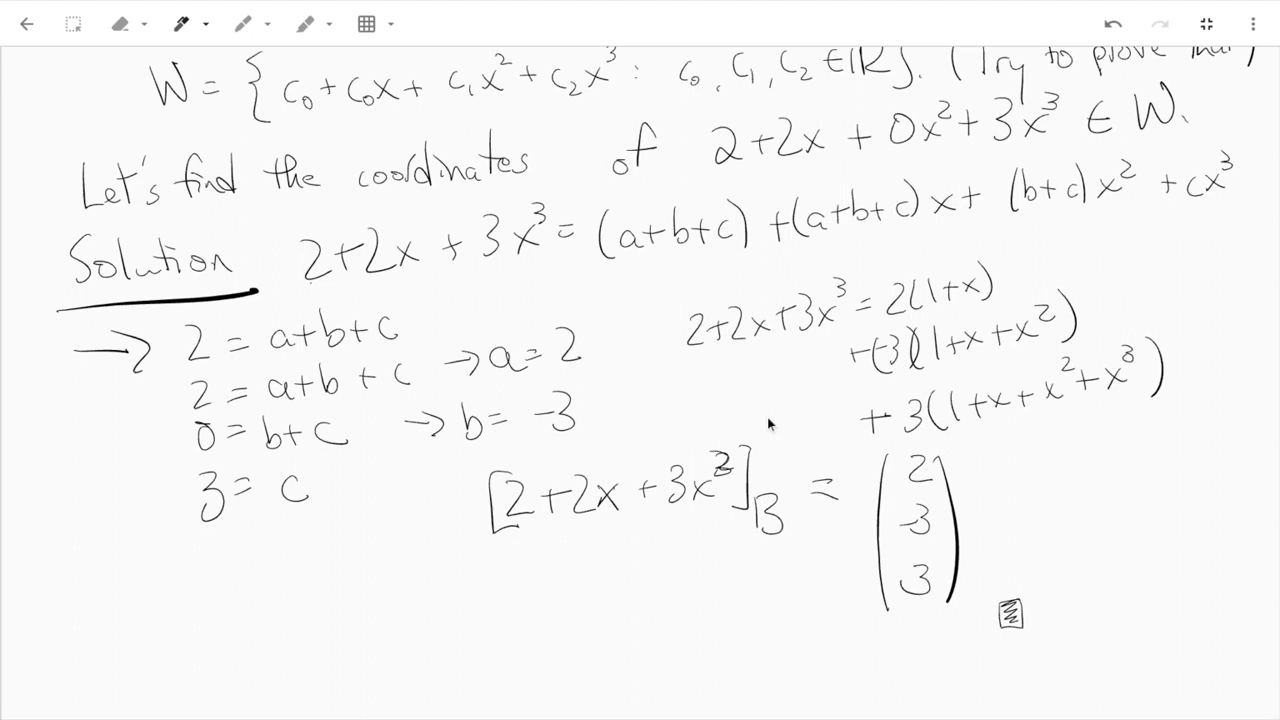 W = { c₀ + c₀x + c₁x² + c₂x³ : c₀, c₁, c₂ ∈ ℝ}. (Try to prove that)
Let's find the coordinates of 2+2x + 0x² + 3x³ ∈ W.
Solution 2+2x + 3x³ = (a+b+c) + (a+b+c)x + (b+c)x² + cx³
→ 2 = a+b+c
2 = a+b+c → a = 2
0 = b+c → b = -3
3 = c
2+2x+3x³ = 2(1+x)
+(-3)(1+x+x²)
+ 3(1+x+x²+x³)
[2+2x+3x²]_B = (2 -3 3)